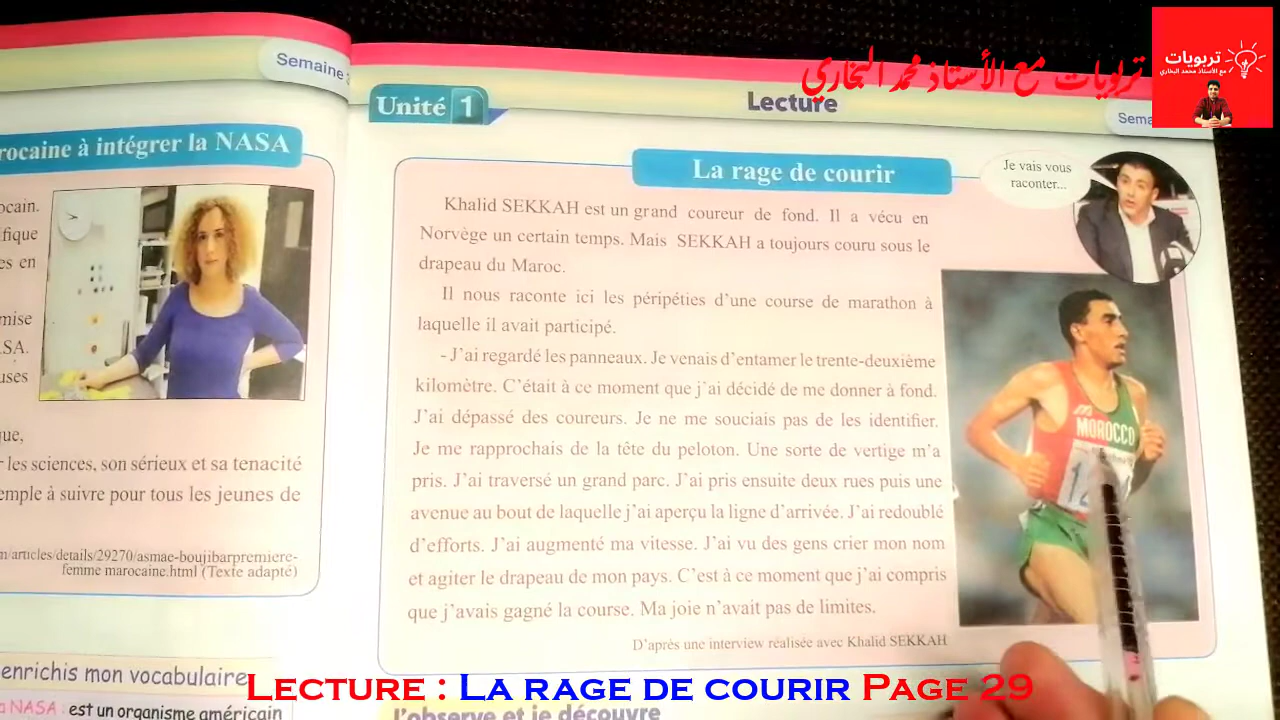 Semaine
rocaine à intégrer la NASA
ocain.
ifique
es en
mise
ASA.
uses
que,
les sciences, son sérieux et sa tenacité
emple à suivre pour tous les jeunes de
m/articles/details/29270/asmae-boujibarpremiere-
femme marocaine.html (Texte adapté)
enrichis mon vocabulaire
NASA : est un organisme américain
Unité 1
Lecture
Sema
تربويات مع الأستاذ محمد البخاري
تربويات
مع الأستاذ محمد البخاري
La rage de courir
Je vais vous
raconter...
Khalid SEKKAH est un grand coureur de fond. Il a vécu en
Norvège un certain temps. Mais SEKKAH a toujours couru sous le
drapeau du Maroc.
Il nous raconte ici les péripéties d'une course de marathon à
laquelle il avait participé.
- J'ai regardé les panneaux. Je venais d'entamer le trente-deuxième
kilomètre. C'était à ce moment que j'ai décidé de me donner à fond.
J'ai dépassé des coureurs. Je ne me souciais pas de les identifier.
Je me rapprochais de la tête du peloton. Une sorte de vertige m'a
pris. J'ai traversé un grand parc. J'ai pris ensuite deux rues puis une
avenue au bout de laquelle j'ai aperçu la ligne d'arrivée. J'ai redoublé
d'efforts. J'ai augmenté ma vitesse. J'ai vu des gens crier mon nom
et agiter le drapeau de mon pays. C'est à ce moment que j'ai compris
que j'avais gagné la course. Ma joie n'avait pas de limites.
D'après une interview réalisée avec Khalid SEKKAH
MOROCCO
Lecture : La rage de courir Page 29
J'observe et je découvre